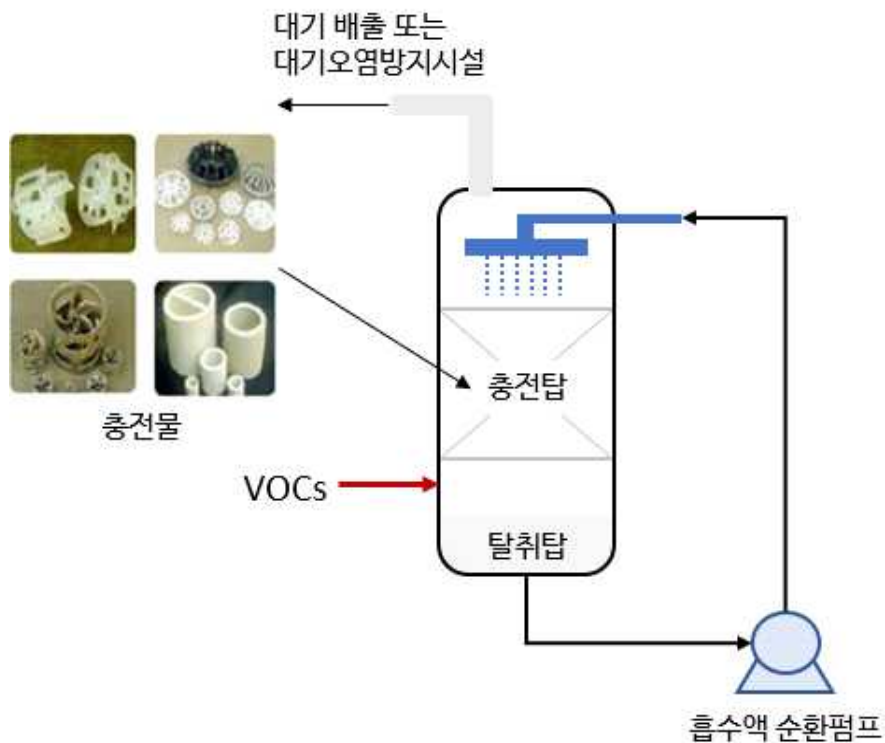 대기 배출 또는
대기오염방지시설
충전물
충전탑
VOCs
탈취탑
흡수액 순환펌프